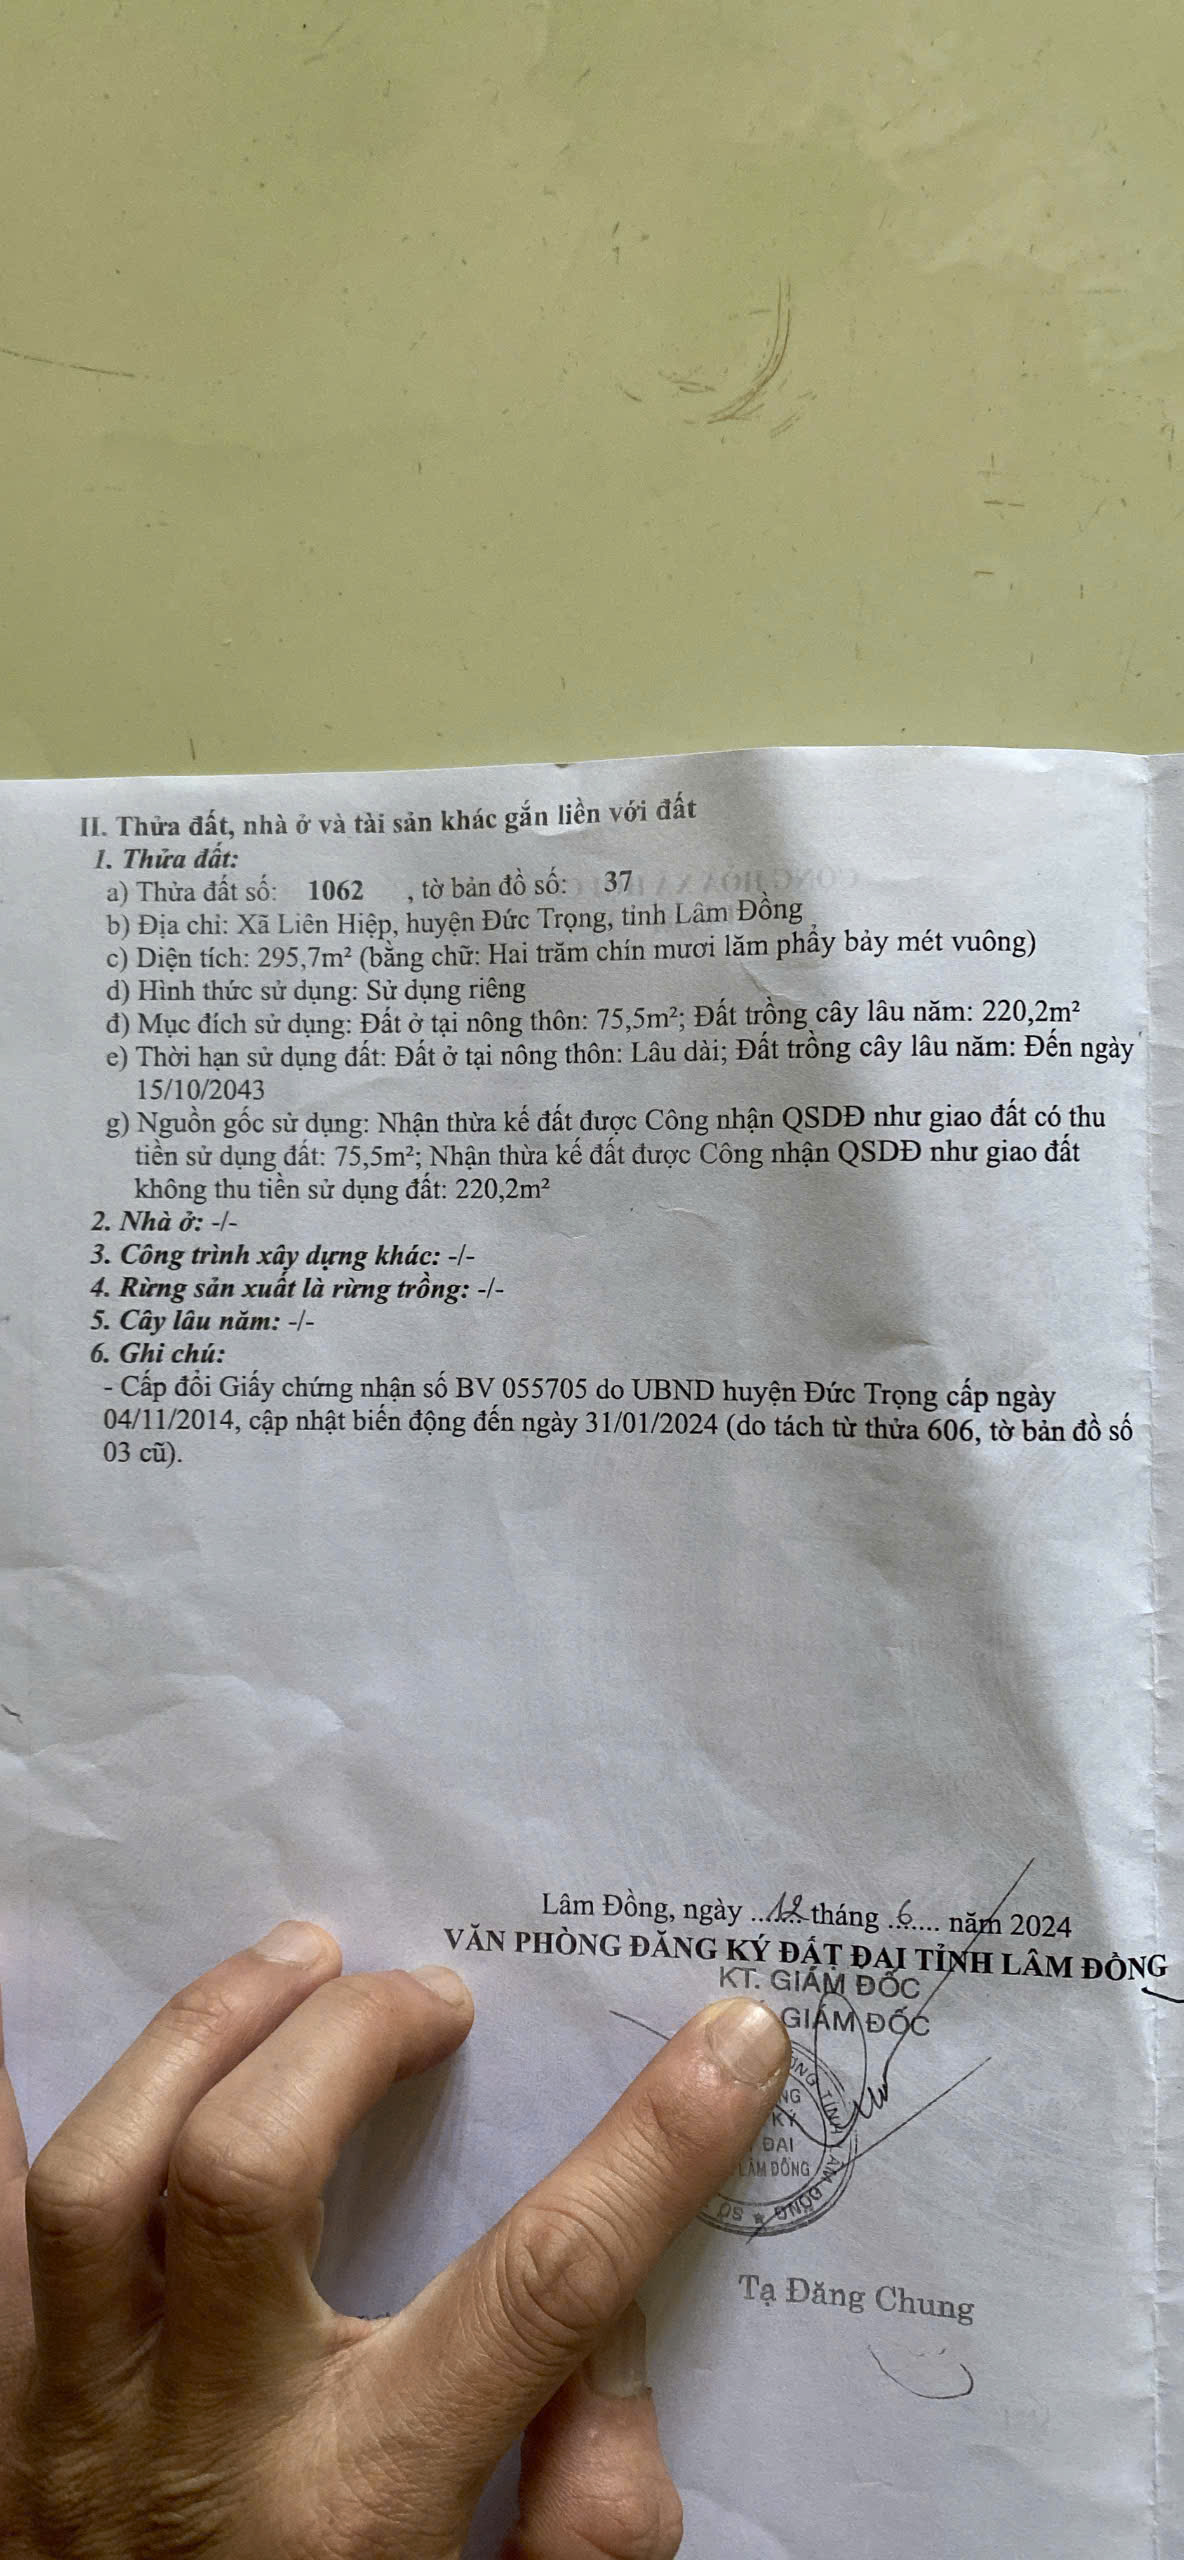 II. Thửa đất, nhà ở và tài sản khác gắn liền với đất
1. Thửa đất:
a) Thửa đất số: 1062 , tờ bản đồ số: 37
b) Địa chỉ: Xã Liên Hiệp, huyện Đức Trọng, tỉnh Lâm Đồng
c) Diện tích: 295,7m² (bằng chữ: Hai trăm chín mươi lăm phẩy bảy mét vuông)
d) Hình thức sử dụng: Sử dụng riêng
đ) Mục đích sử dụng: Đất ở tại nông thôn: 75,5m²; Đất trồng cây lâu năm: 220,2m²
e) Thời hạn sử dụng đất: Đất ở tại nông thôn: Lâu dài; Đất trồng cây lâu năm: Đến ngày
15/10/2043
g) Nguồn gốc sử dụng: Nhận thừa kế đất được Công nhận QSDĐ như giao đất có thu
tiền sử dụng đất: 75,5m²; Nhận thừa kế đất được Công nhận QSDĐ như giao đất
không thu tiền sử dụng đất: 220,2m²
2. Nhà ở: -/-
3. Công trình xây dựng khác: -/-
4. Rừng sản xuất là rừng trồng: -/-
5. Cây lâu năm: -/-
6. Ghi chú:
- Cấp đổi Giấy chứng nhận số BV 055705 do UBND huyện Đức Trọng cấp ngày
04/11/2014, cập nhật biến động đến ngày 31/01/2024 (do tách từ thửa 606, tờ bản đồ số
03 cũ).
Lâm Đồng, ngày ...12... tháng ..6.... năm 2024
VĂN PHÒNG ĐĂNG KÝ ĐẤT ĐAI TỈNH LÂM ĐỒNG
KT. GIÁM ĐỐC
GIÁM ĐỐC
KÝ
ĐAI
LÂM ĐỒNG
TỈNH LÂM ĐỒNG
Tạ Đăng Chung